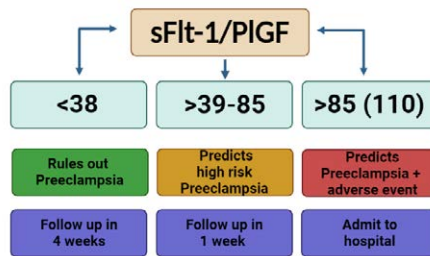 sFlt-1/PlGF
<38
>39-85
>85 (110)
Rules out
Preeclampsia
Predicts
high risk
Preeclampsia
Predicts
Preeclampsia +
adverse event
Follow up in
4 weeks
Follow up in
1 week
Admit to
hospital